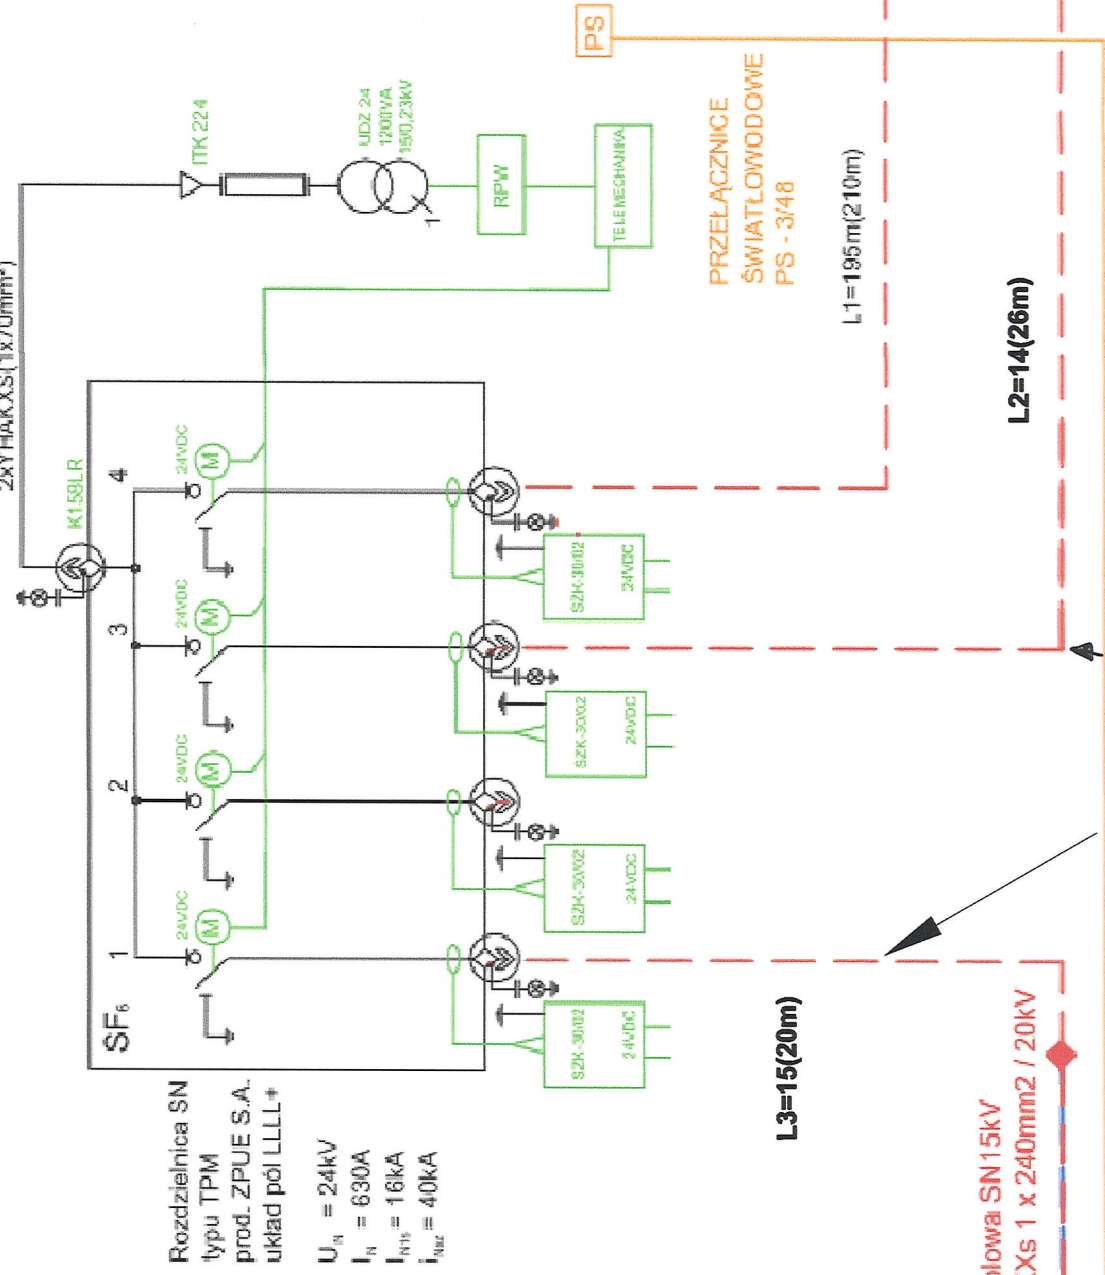 PS
PRZEŁĄCZNICE
ŚWIATŁOWODOWE
PS - 3/48
ITK 224
UDZ 24
1200VA
15/0,23kV
RPW
TELEMECHANIKA
L1=195m(210m)
L2=14(26m)
2xYHAKXS(1x70mm²)
K158LR
SF₆
1
2
3
4
24VDC
24VDC
24VDC
24VDC
M
M
M
M
SZK-30/02
24VDC
SZK-30/02
24VDC
SZK-30/02
24VDC
SZK-30/02
24VDC
L3=15(20m)
Rozdzielnica SN
typu TPM
prod. ZPUE S.A.
układ pól LLLL+
U_N = 24kV
I_N = 630A
I_N1s = 16kA
i_Nsz = 40kA
SN15kV
1 x 240mm2 / 20kV